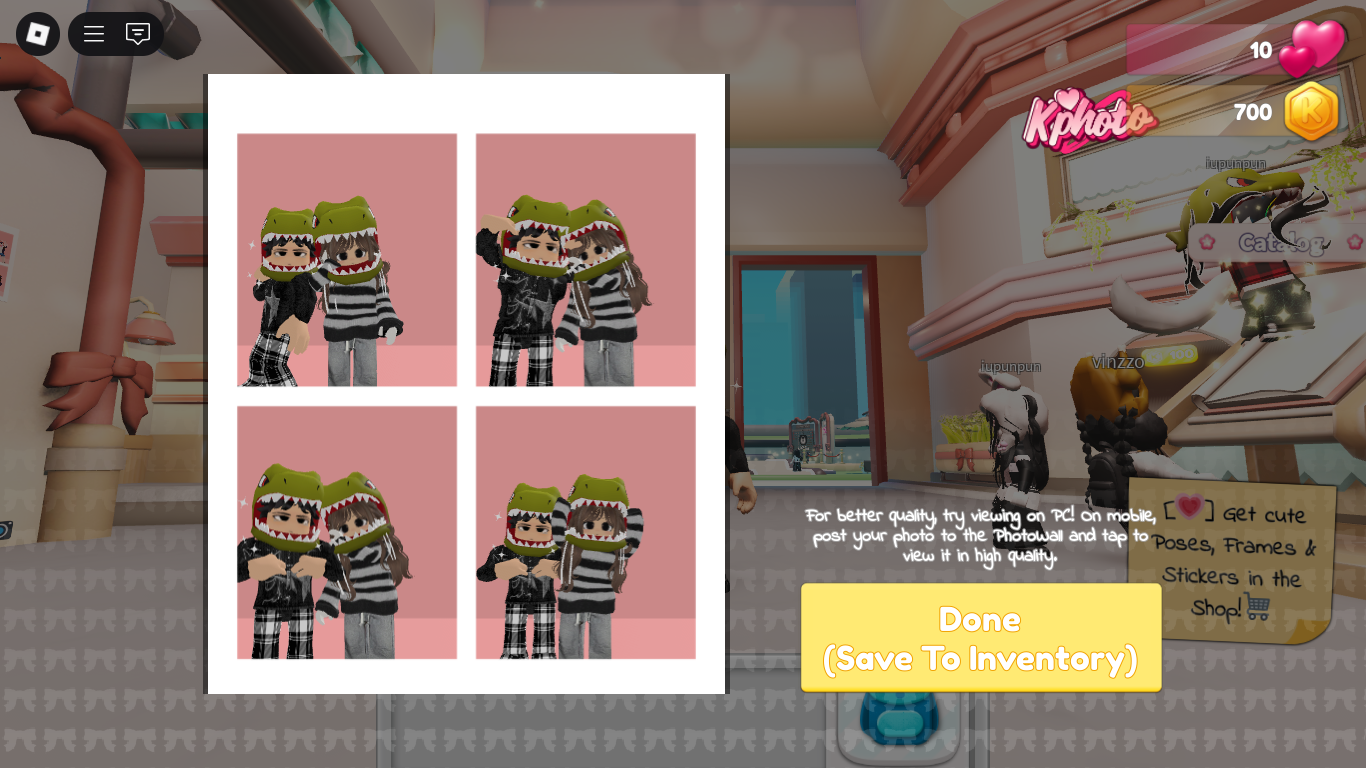 10
Kphoto
700
iupunpun
Catalog
iupunpun
vinzzo
For better quality, try viewing on PC! On mobile,
post your photo to the Photowall and tap to
view it in high quality.
[💗] Get cute
Poses, Frames &
Stickers in the
Shop!🛒
Done
(Save To Inventory)